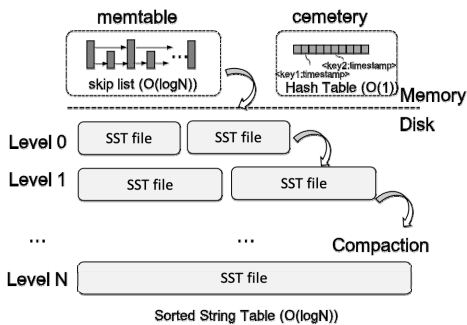 memtable
cemetery
skip list (O(logN))
<key2:timestamp>
<key1:timestamp>
Hash Table (O(1))
Memory
Disk
Level 0
SST file
SST file
Level 1
SST file
SST file
...
...
Compaction
Level N
SST file
Sorted String Table (O(logN))